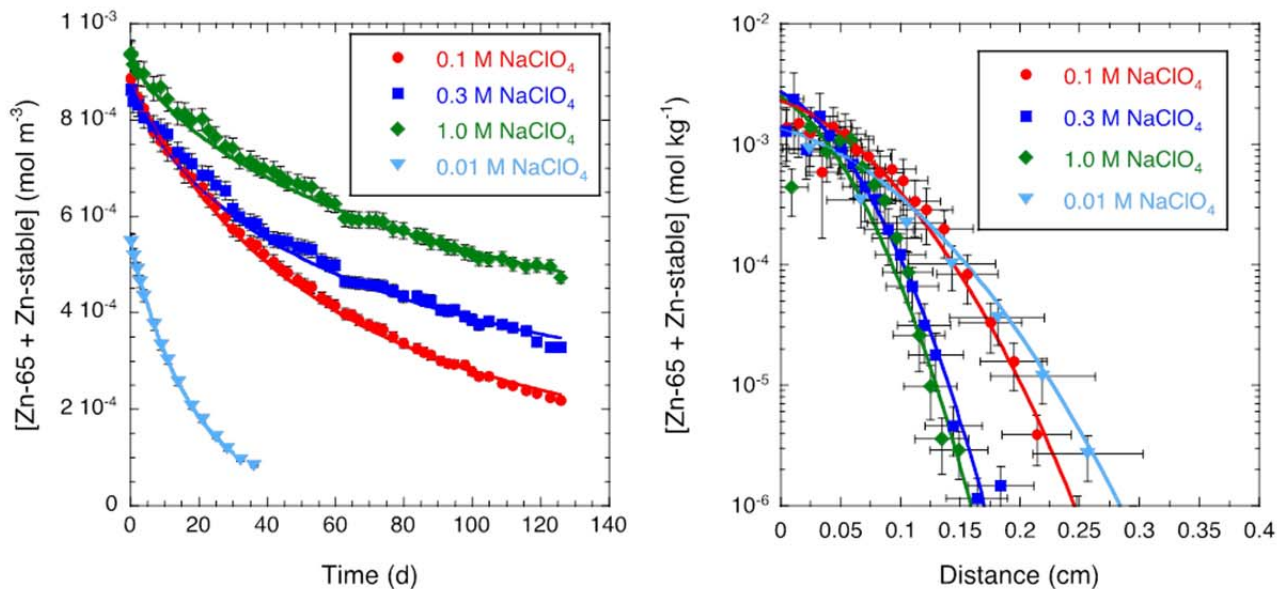 1 10⁻³
8 10⁻⁴
6 10⁻⁴
4 10⁻⁴
2 10⁻⁴
0
0 20 40 60 80 100 120 140
Time (d)
[Zn-65 + Zn-stable] (mol m⁻³)
0.1 M NaClO₄
0.3 M NaClO₄
1.0 M NaClO₄
0.01 M NaClO₄
10⁻²
10⁻³
10⁻⁴
10⁻⁵
10⁻⁶
0 0.05 0.1 0.15 0.2 0.25 0.3 0.35 0.4
Distance (cm)
[Zn-65 + Zn-stable] (mol kg⁻¹)
0.1 M NaClO₄
0.3 M NaClO₄
1.0 M NaClO₄
0.01 M NaClO₄